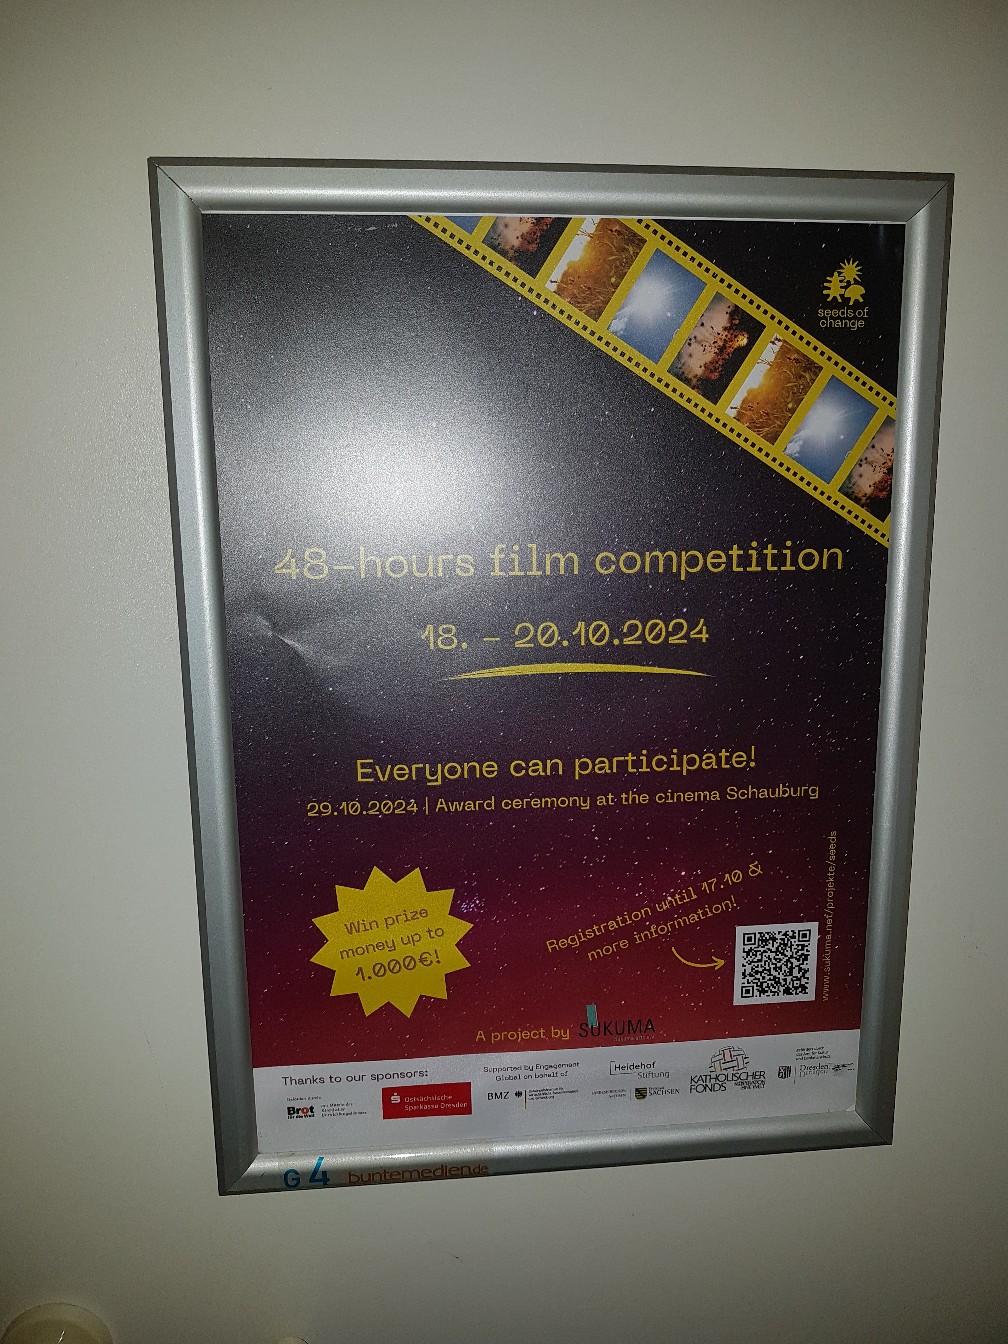 seeds of
change
48-hours film competition
18. - 20.10.2024
Everyone can participate!
29.10.2024 | Award ceremony at the cinema Schauburg
Win prize
money up to
1.000€!
Registration until 17.10 &
more information!
www.sukuma.net/projekte/seeds
A project by SUKUMA
Thanks to our sponsors:
Brot
für die Welt
Ostsächsische
Sparkasse Dresden
Supported by Engagement
Global on behalf of
BMZ
Heidehof
Stiftung
SACHSEN
KATHOLISCHER
FONDS
Dresden
G 4 buntemedien.de